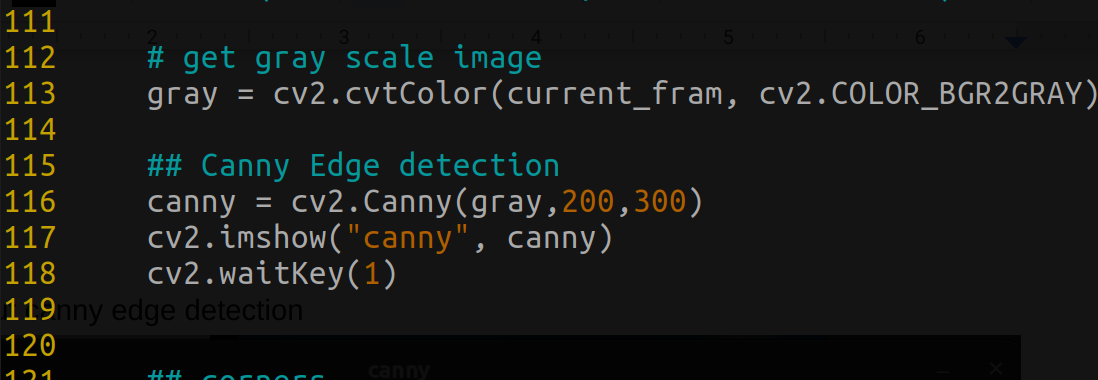 111
2 3 4 5 6
112 # get gray scale image
113 gray = cv2.cvtColor(current_fram, cv2.COLOR_BGR2GRAY)
114
115 ## Canny Edge detection
116 canny = cv2.Canny(gray,200,300)
117 cv2.imshow("canny", canny)
118 cv2.waitKey(1)
119 nny edge detection
120
canny
121 ## corners